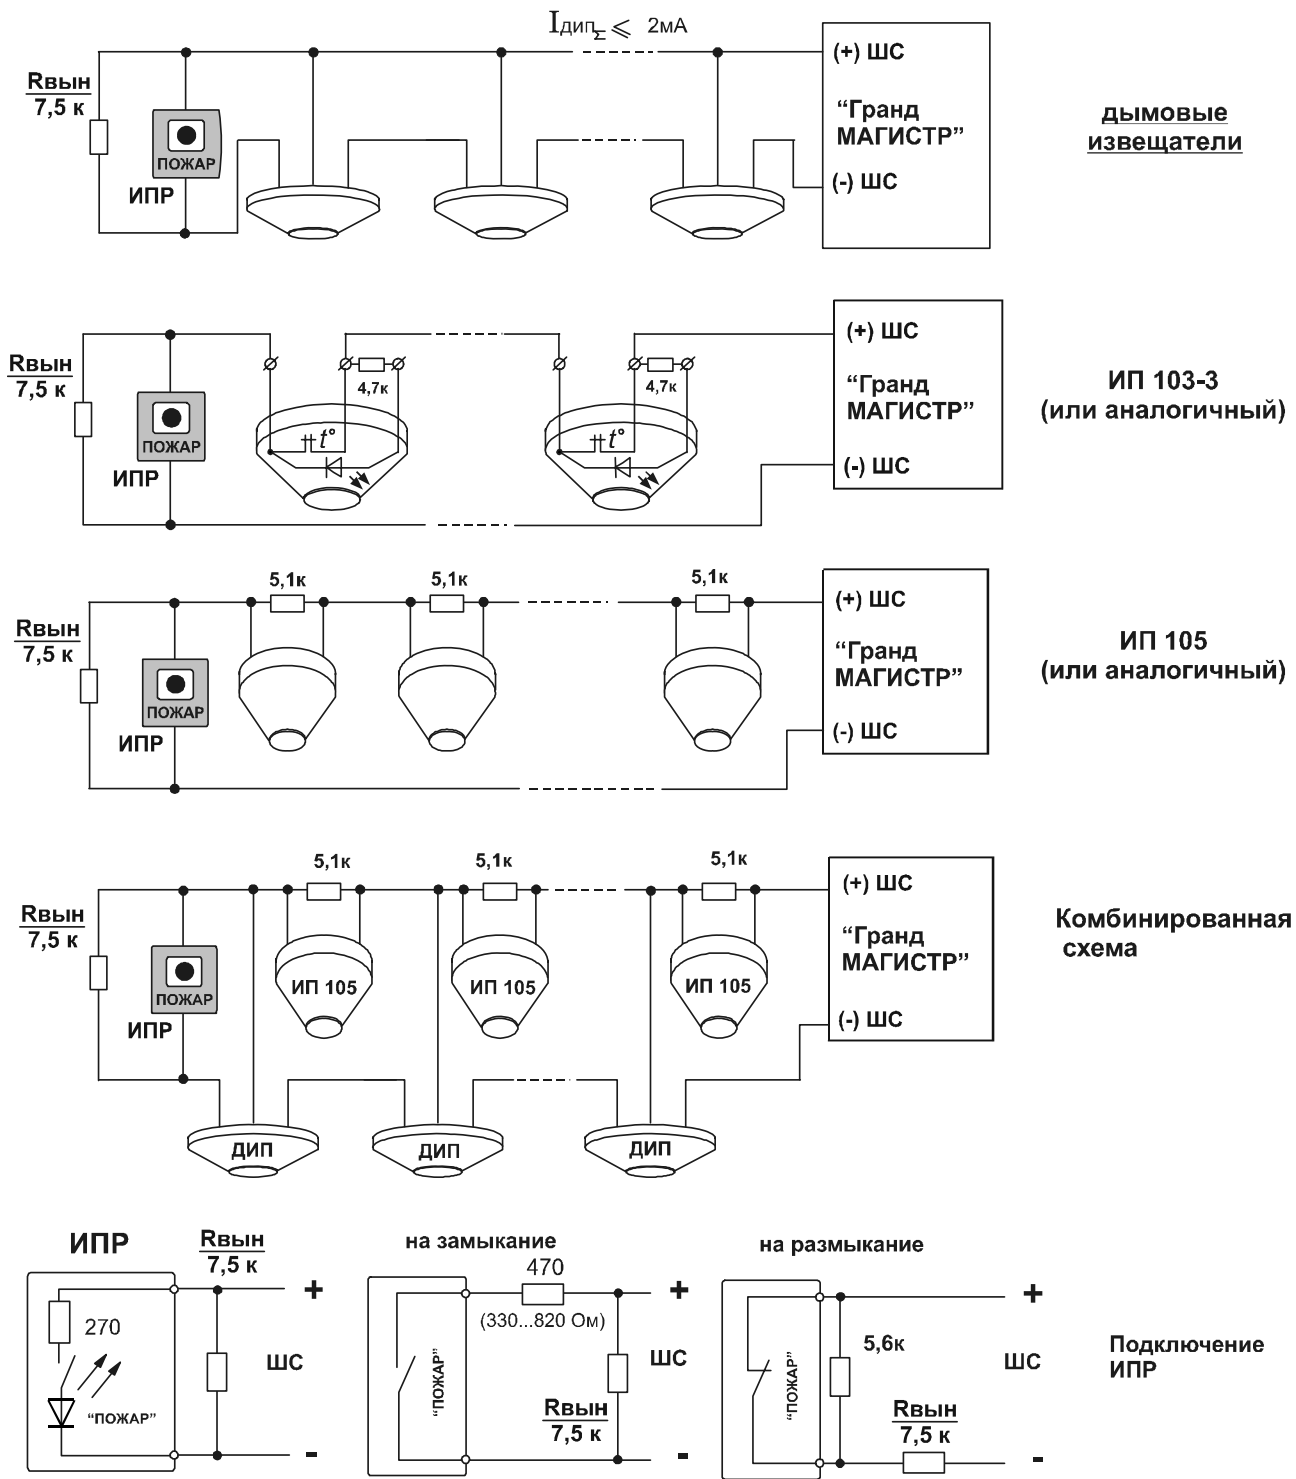 IдипΣ ⩽ 2мА
(+) ШС
Rвын
7,5 к
"Гранд
МАГИСТР"
дымовые
извещатели
ПОЖАР
ИПР
(-) ШС
(+) ШС
Rвын
7,5 к
4,7к
4,7к
"Гранд
МАГИСТР"
ИП 103-3
(или аналогичный)
t°
t°
ПОЖАР
ИПР
(-) ШС
5,1к
5,1к
5,1к
(+) ШС
Rвын
7,5 к
"Гранд
МАГИСТР"
ИП 105
(или аналогичный)
ПОЖАР
ИПР
(-) ШС
5,1к
5,1к
5,1к
(+) ШС
Rвын
7,5 к
"Гранд
МАГИСТР"
Комбинированная
схема
ИП 105
ИП 105
ИП 105
ПОЖАР
ИПР
(-) ШС
ДИП
ДИП
ДИП
ИПР
Rвын
7,5 к
+
270
ШС
"ПОЖАР"
-
на замыкание
470
(330...820 Ом)
+
ШС
"ПОЖАР"
Rвын
7,5 к
-
на размыкание
+
5,6к
ШС
"ПОЖАР"
Rвын
7,5 к
-
Подключение
ИПР